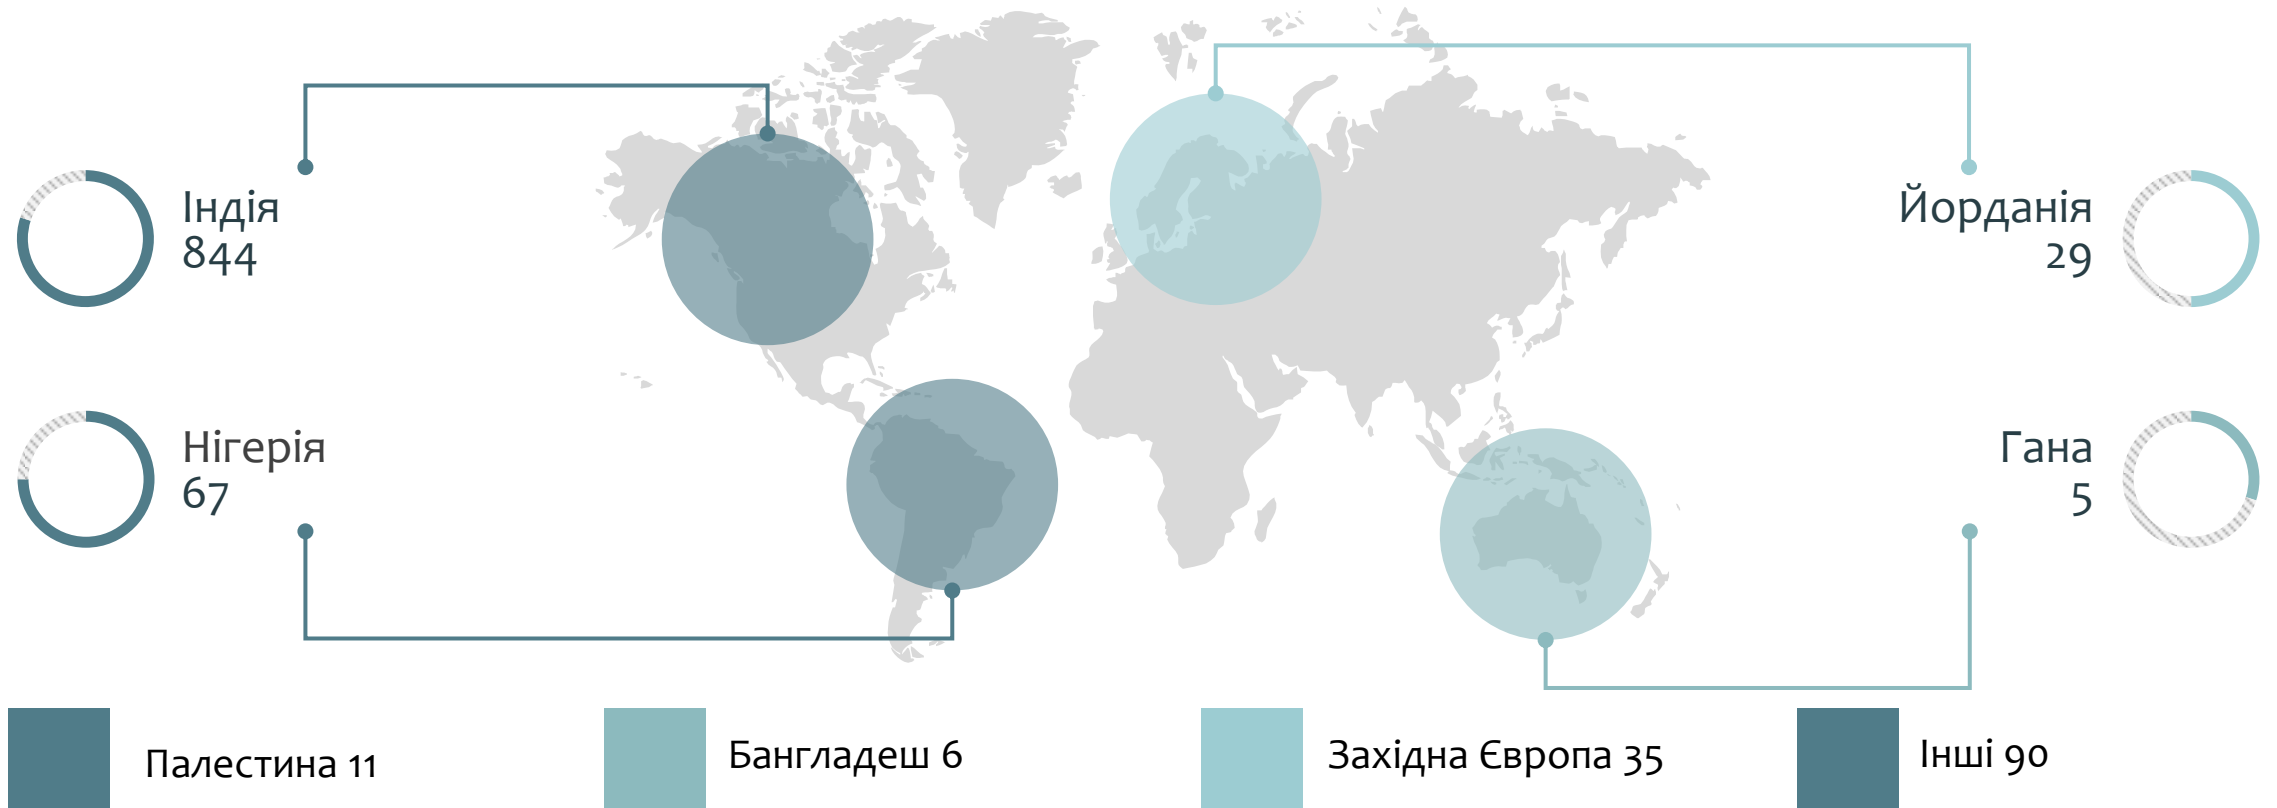 Індія
844
Йорданія
29
Нігерія
67
Гана
5
Палестина 11
Бангладеш 6
Західна Європа 35
Інші 90